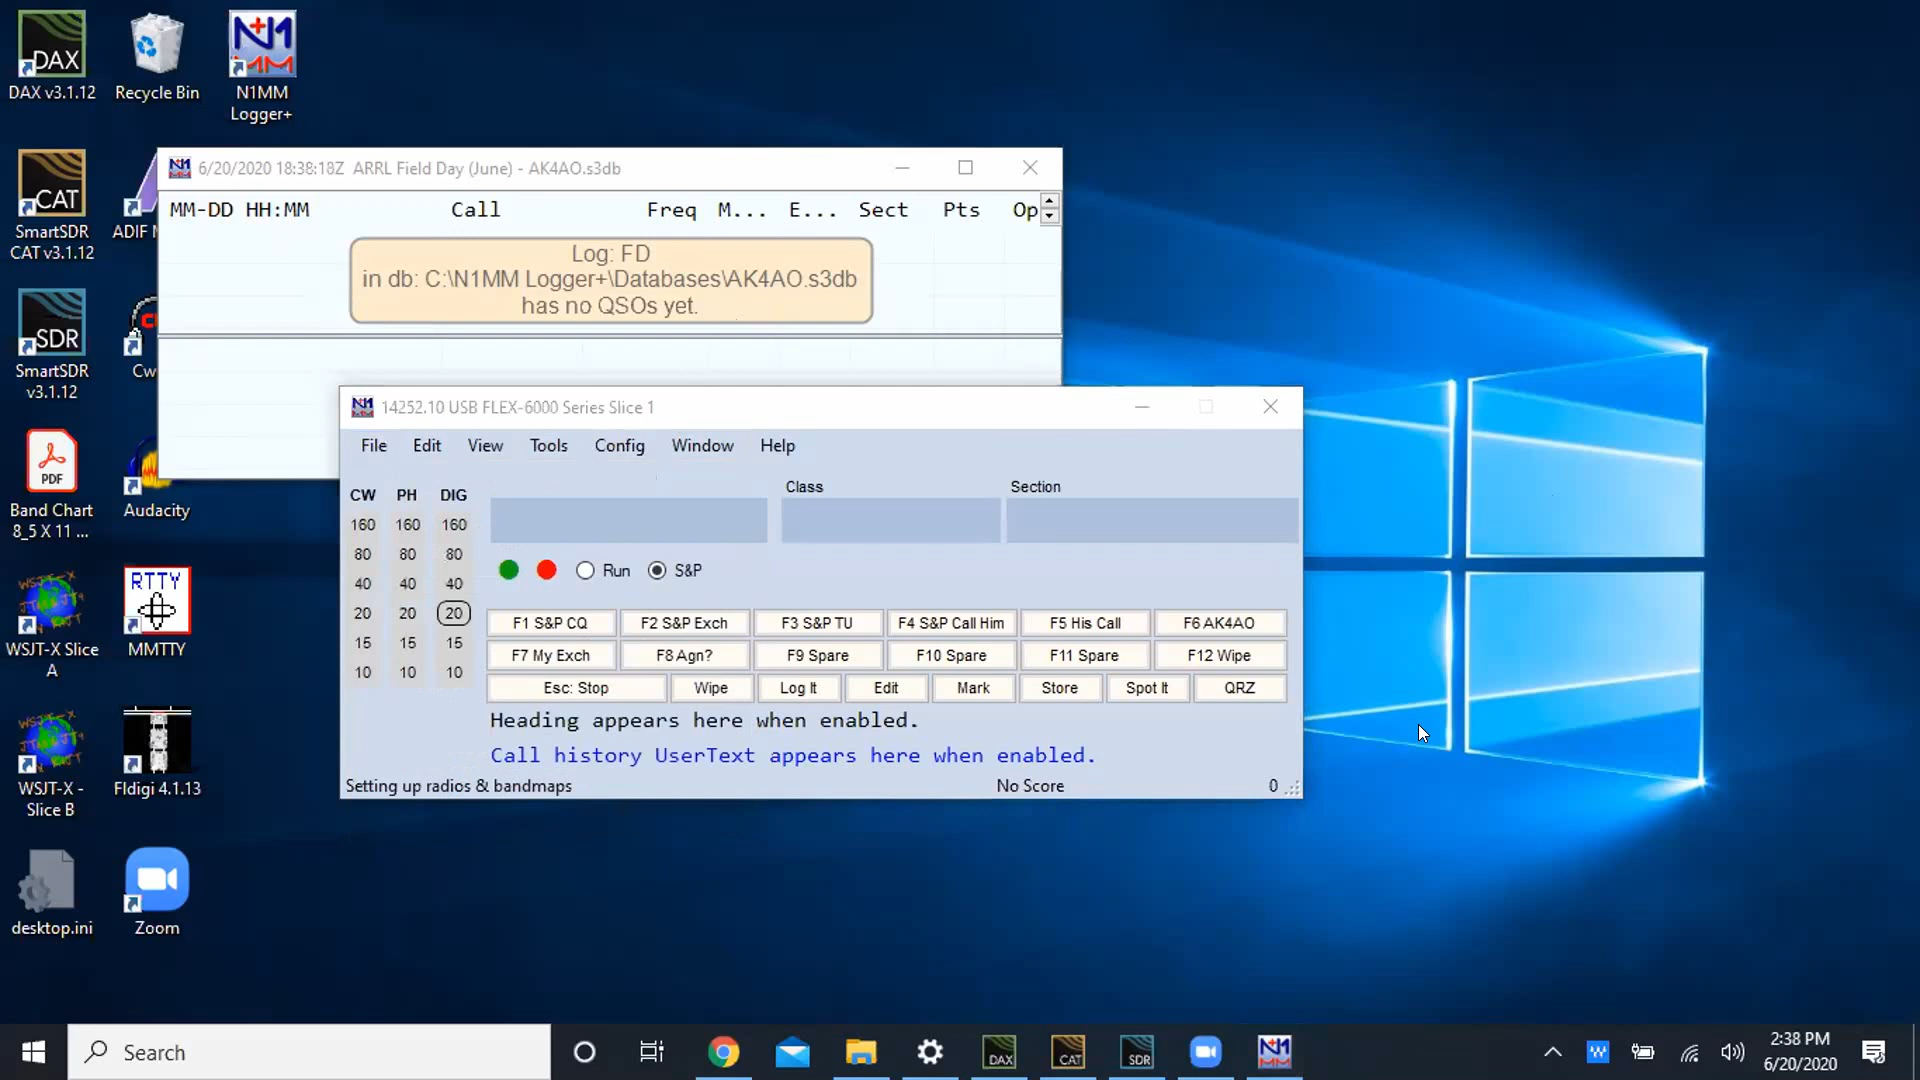 DAX
DAX v3.1.12
Recycle Bin
N1MM
N1MM
Logger+
CAT
SmartSDR
CAT v3.1.12
ADIF M
SDR
SmartSDR
v3.1.12
Cw
PDF
Band Chart
8_5 X 11 ...
Audacity
WSJT-X
WSJT-X Slice
A
RTTY
MMTTY
WSJT-X
WSJT-X -
Slice B
Fldigi 4.1.13
desktop.ini
Zoom
6/20/2020 18:38:18Z ARRL Field Day (June) - AK4AO.s3db
MM-DD HH:MM Call Freq M... E... Sect Pts Op
Log: FD
in db: C:\N1MM Logger+\Databases\AK4AO.s3db
has no QSOs yet.
14252.10 USB FLEX-6000 Series Slice 1
File Edit View Tools Config Window Help
Class Section
CW PH DIG
160 160 160
80 80 80
40 40 40
20 20 20
15 15 15
10 10 10
Run S&P
F1 S&P CQ F2 S&P Exch F3 S&P TU F4 S&P Call Him F5 His Call F6 AK4AO
F7 My Exch F8 Agn? F9 Spare F10 Spare F11 Spare F12 Wipe
Esc: Stop Wipe Log It Edit Mark Store Spot It QRZ
Heading appears here when enabled.
Call history UserText appears here when enabled.
Setting up radios & bandmaps No Score 0
Search
DAX CAT SDR N1MM
2:38 PM
6/20/2020